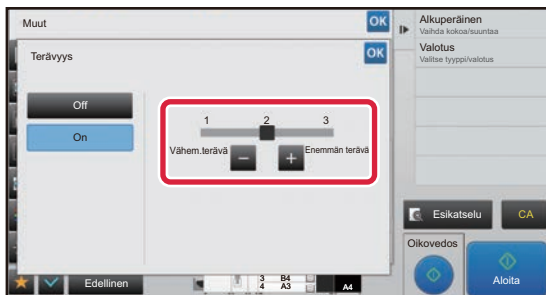 Muut
OK
Terävyys
OK
Off
On
1 2 3
Vähem.terävä
Enemmän terävä
Alkuperäinen
Vaihda kokoa/suuntaa
Valotus
Valitse tyyppi/valotus
Esikatselu
CA
Oikovedos
Aloita
Edellinen
3 B4
4 A3
A4